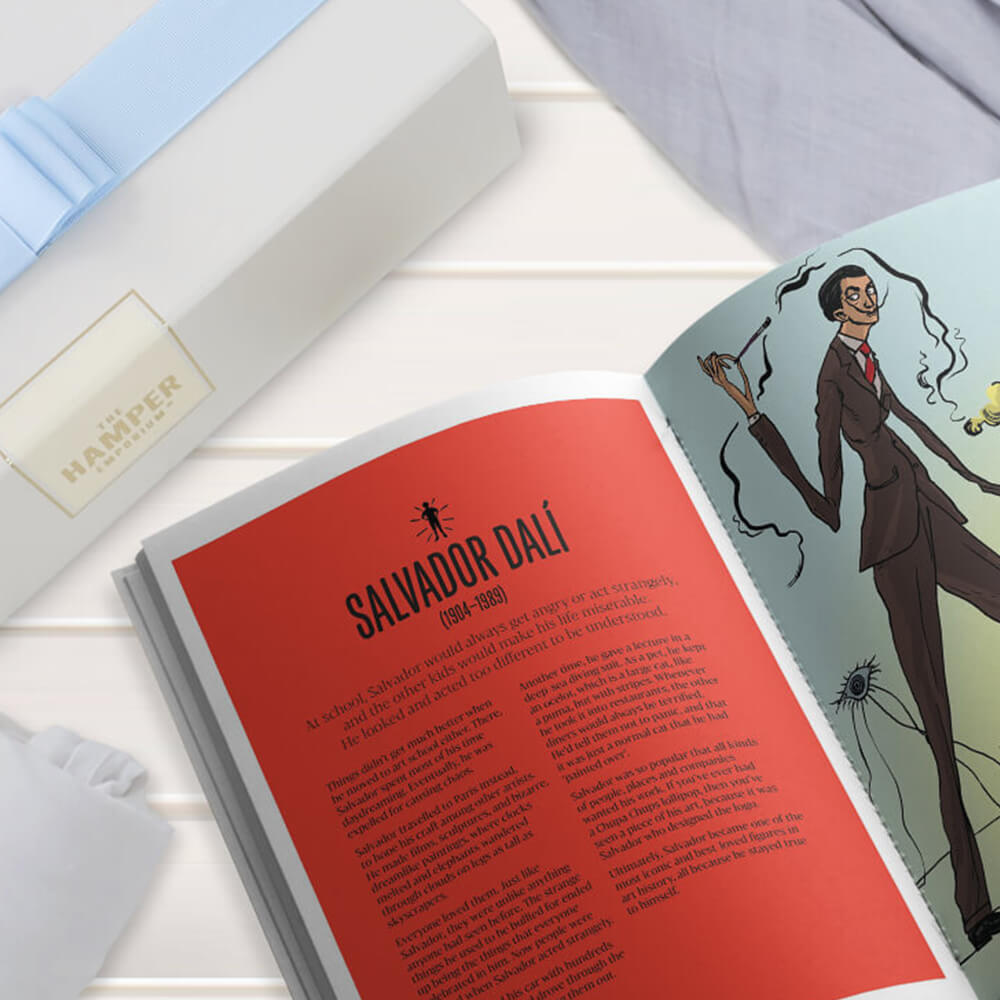 THE
HAMPER
EMPORIUM
SALVADOR DALÍ
(1904–1989)
At school, Salvador would always get angry or act strangely,
and the other kids would make his life miserable.
He looked and acted too different to be understood.
Things didn't get much better when
he moved to art school either. There,
Salvador spent most of his time
daydreaming. Eventually, he was
expelled for causing chaos.
Salvador travelled to Paris instead,
to hone his craft among other artists.
He made films, sculptures, and bizarre,
dreamlike paintings, where clocks
melted and elephants wandered
through clouds on legs as tall as
skyscrapers.
Everyone loved them. Just like
Salvador, they were unlike anything
anyone had seen before. The strange
things he used to be bullied for ended
up being the things that everyone
celebrated in him. Now people were
when Salvador acted strangely.
his car with hundreds
drove through the
them out.
Another time, he gave a lecture in a
deep sea diving suit. As a pet, he kept
an ocelot, which is a large cat, like
a puma, but with stripes. Whenever
he took it into restaurants, the other
diners would always be terrified.
He'd tell them not to panic, and that
it was just a normal cat that he had
'painted over'.
Salvador was so popular that all kinds
of people, places and companies
wanted his work. If you've ever had
a Chupa Chups lollipop, then you've
seen a piece of his art, because it was
Salvador who designed the logo.
Ultimately, Salvador became one of the
most iconic and best loved figures in
art history, all because he stayed true
to himself.